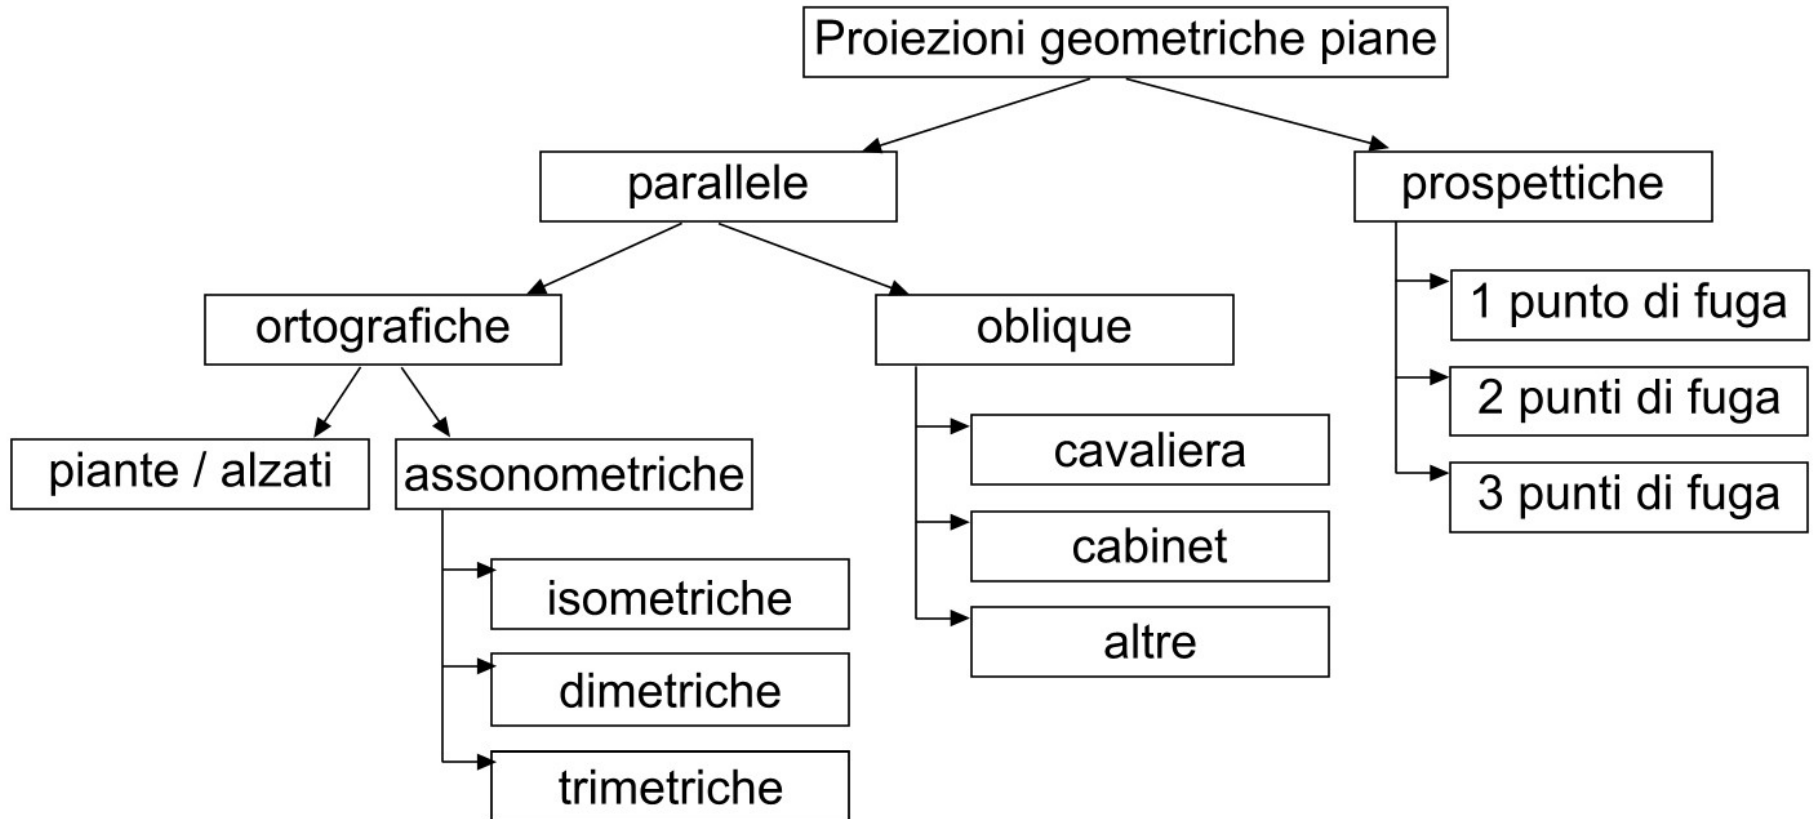 Proiezioni geometriche piane
parallele
prospettiche
ortografiche
oblique
1 punto di fuga
2 punti di fuga
3 punti di fuga
piante / alzati
assonometriche
cavaliera
cabinet
altre
isometriche
dimetriche
trimetriche